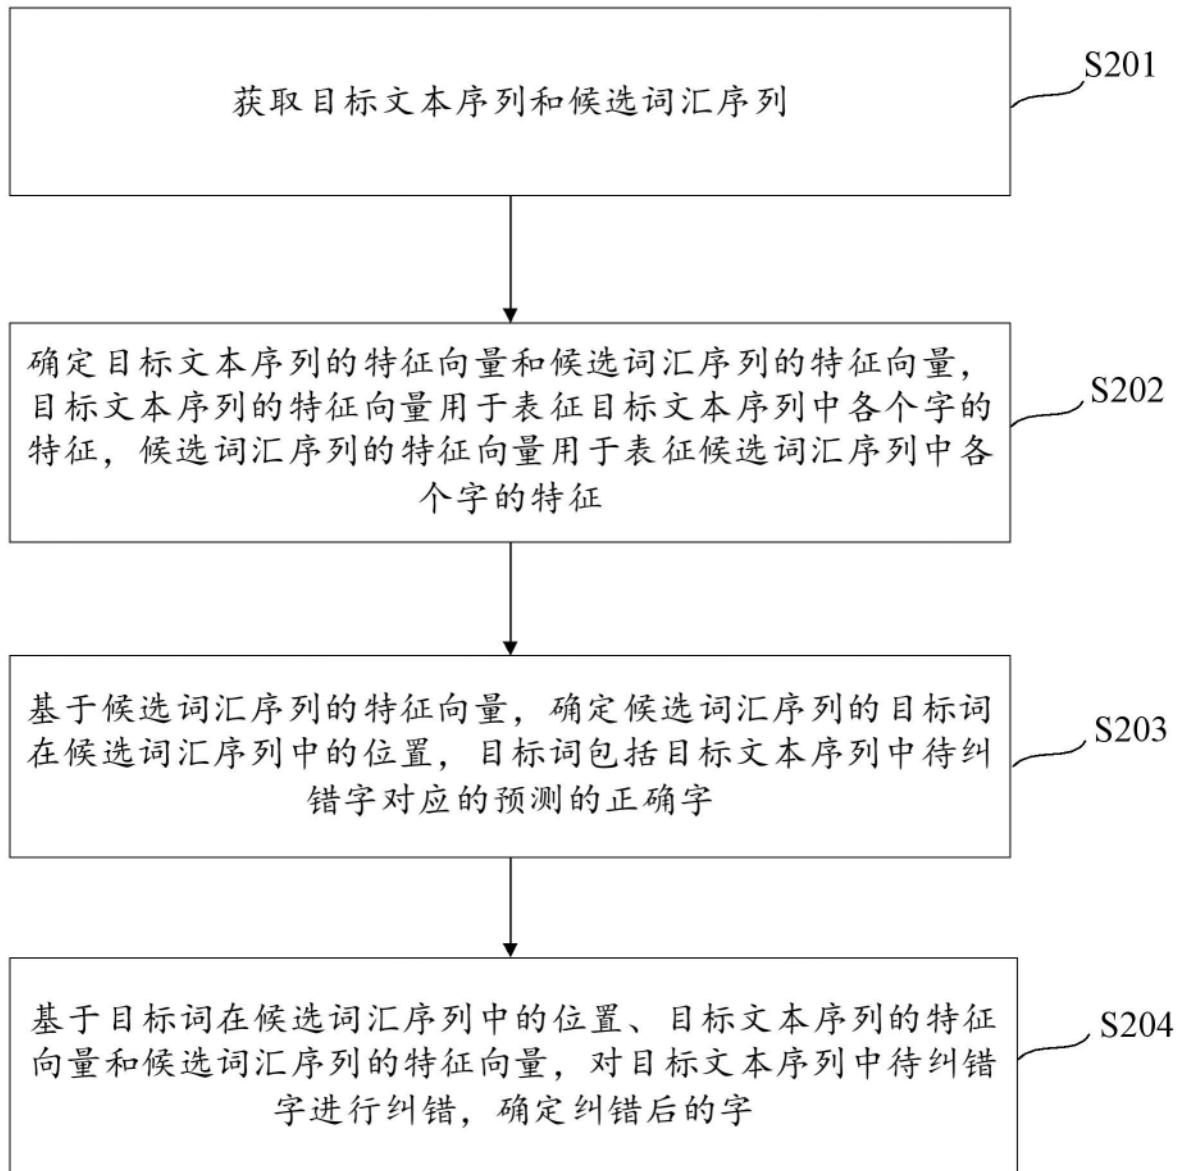 获取目标文本序列和候选词汇序列
S201
确定目标文本序列的特征向量和候选词汇序列的特征向量，
目标文本序列的特征向量用于表征目标文本序列中各个字的
特征，候选词汇序列的特征向量用于表征候选词汇序列中各
个字的特征
S202
基于候选词汇序列的特征向量，确定候选词汇序列的目标词
在候选词汇序列中的位置，目标词包括目标文本序列中待纠
错字对应的预测的正确字
S203
基于目标词在候选词汇序列中的位置、目标文本序列的特征
向量和候选词汇序列的特征向量，对目标文本序列中待纠错
字进行纠错，确定纠错后的字
S204